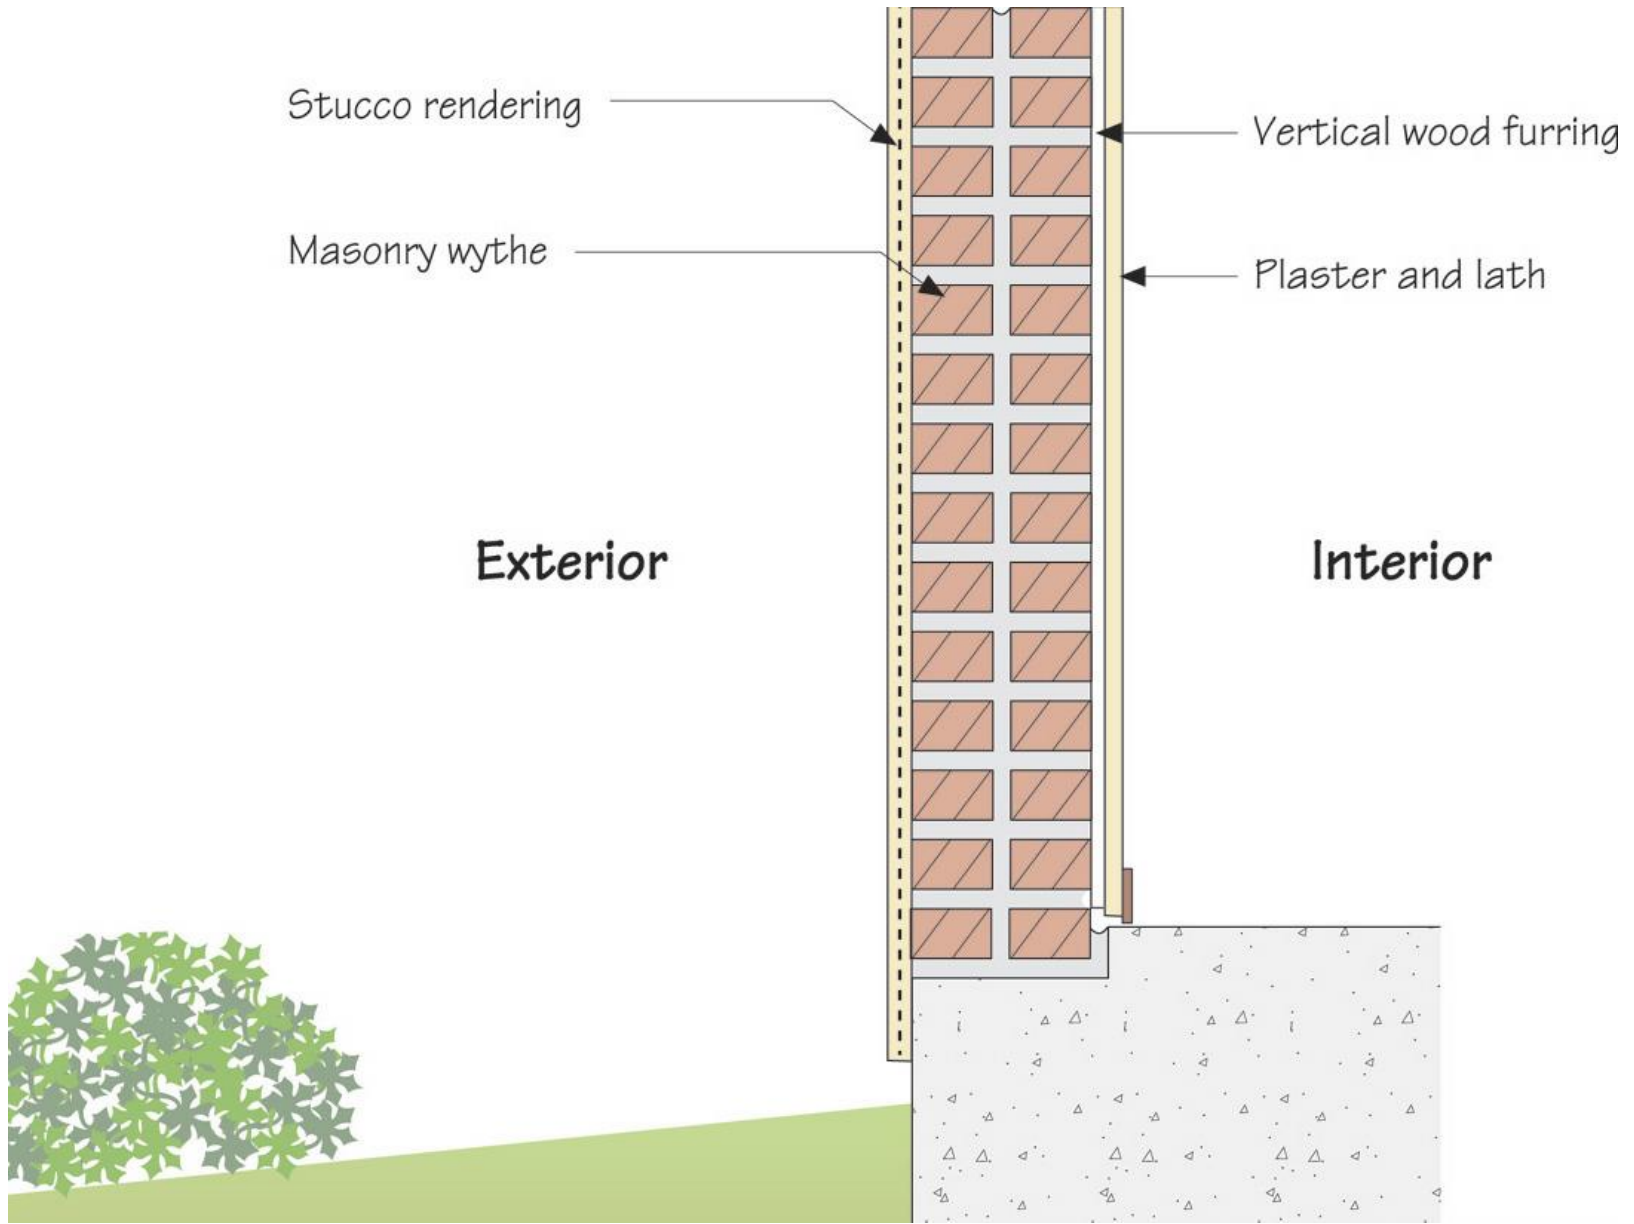 Stucco rendering
Vertical wood furring
Masonry wythe
Plaster and lath
Exterior
Interior